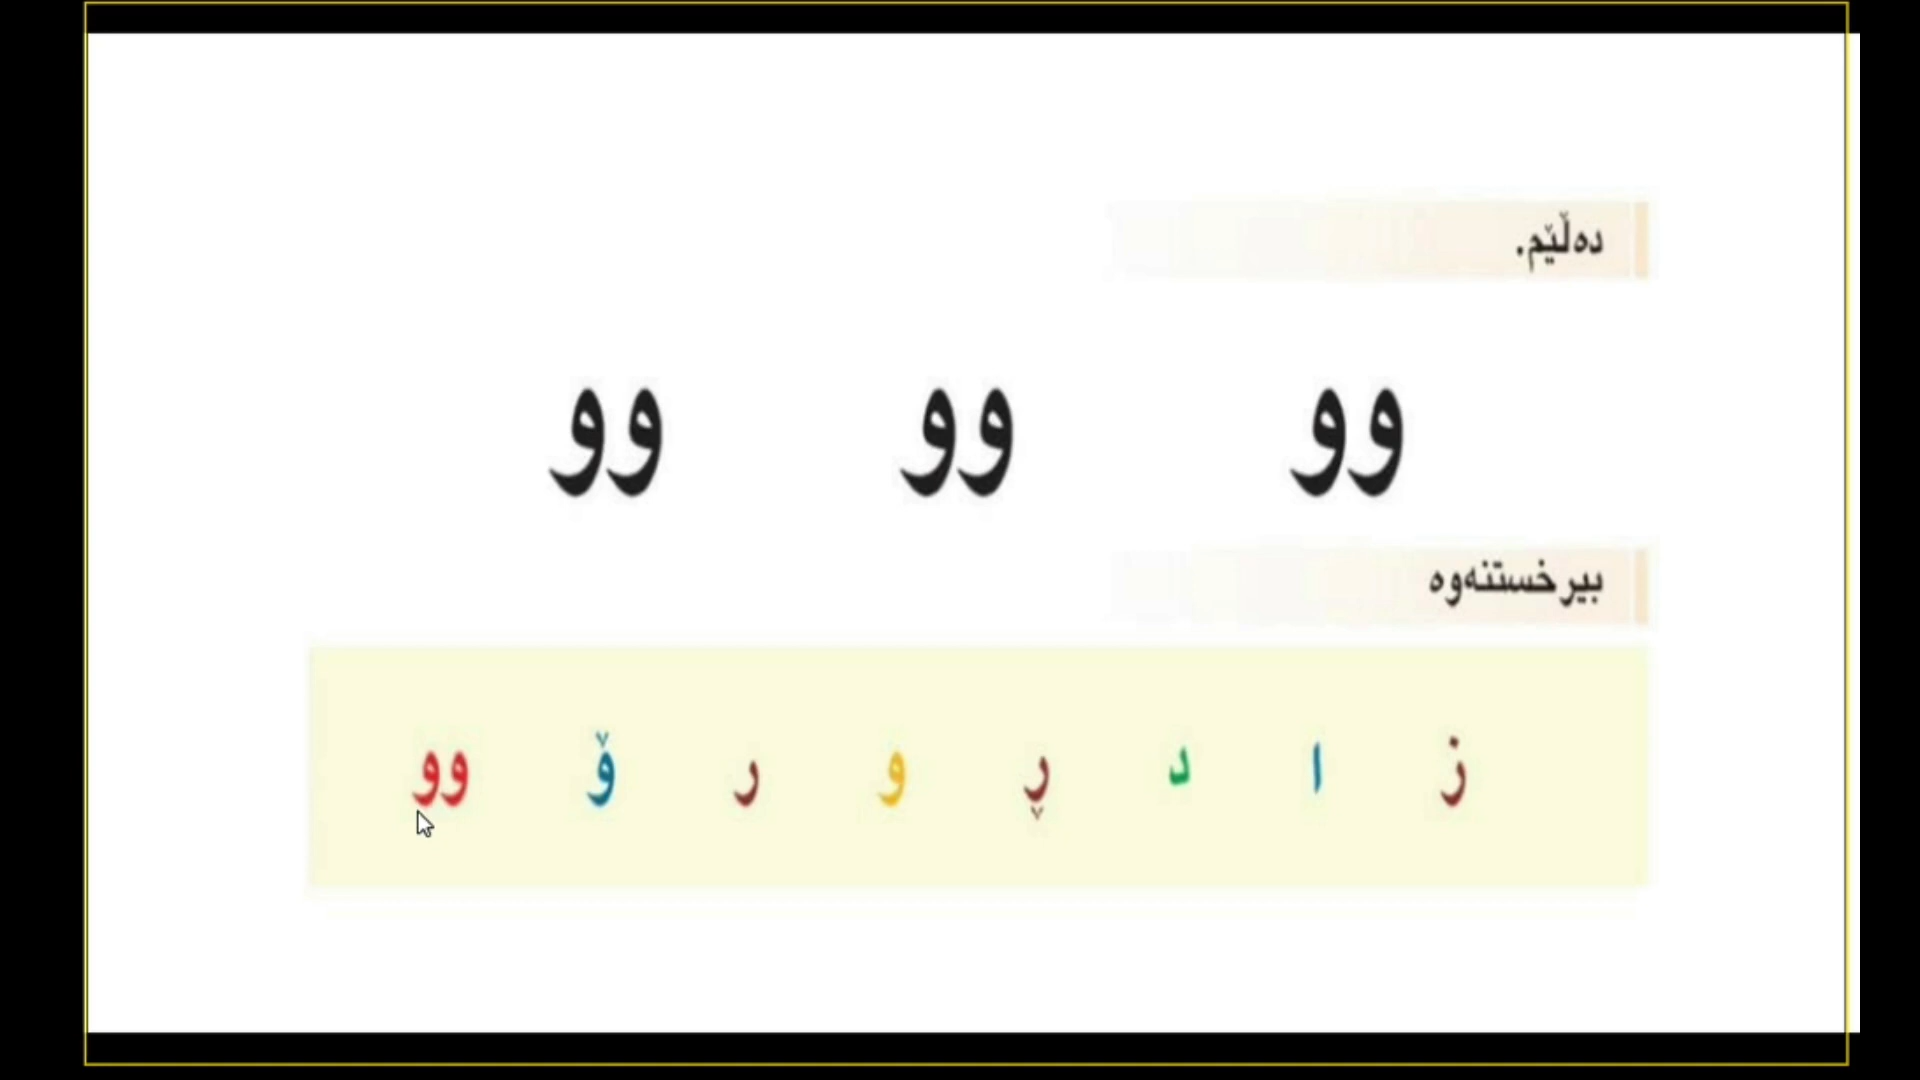 دەڵێم.
وو وو وو
بیرخستنەوە
ز ا د ڕ و ر ۆ وو